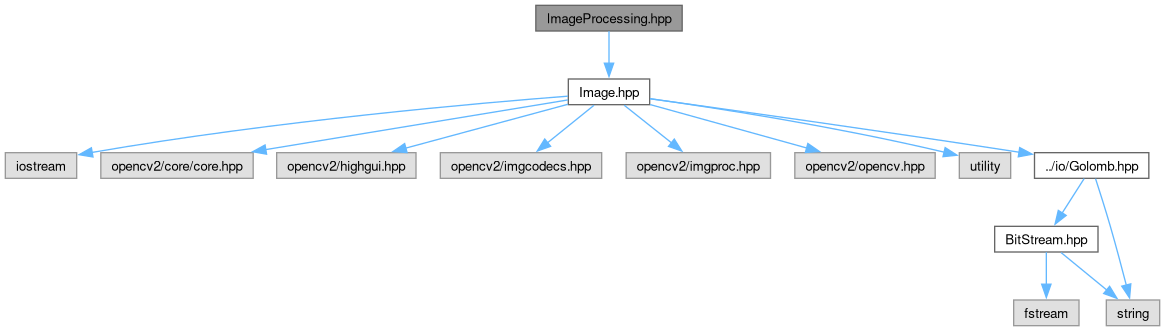 ImageProcessing.hpp
Image.hpp
iostream
opencv2/core/core.hpp
opencv2/highgui.hpp
opencv2/imgcodecs.hpp
opencv2/imgproc.hpp
opencv2/opencv.hpp
utility
../io/Golomb.hpp
BitStream.hpp
fstream
string